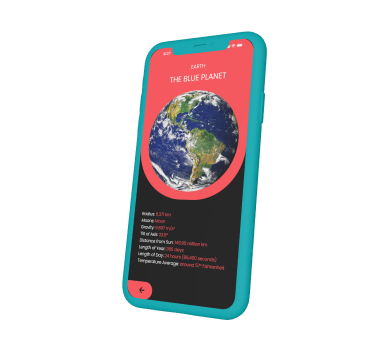 EARTH
THE BLUE PLANET
Radius: 6,371 km
Moons: Moon
Gravity: 9.807 m/s²
Tilt of Axis: 23.5°
Distance from Sun: 149.60 million km
Length of Year: 365 days
Length of Day: 24 hours (86,400 seconds)
Temperature Average: around 57° Fahrenheit